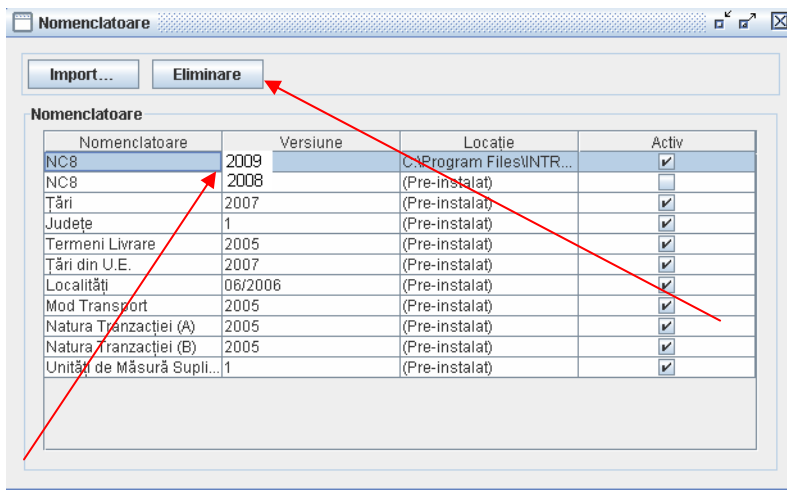 Nomenclatoare
Import... Eliminare
Nomenclatoare
Nomenclatoare Versiune Locație Activ
NC8 2009 C:\Program Files\INTR...
NC8 2008 (Pre-instalat)
Țări 2007 (Pre-instalat)
Județe 1 (Pre-instalat)
Termeni Livrare 2005 (Pre-instalat)
Țări din U.E. 2007 (Pre-instalat)
Localități 06/2006 (Pre-instalat)
Mod Transport 2005 (Pre-instalat)
Natura Tranzacției (A) 2005 (Pre-instalat)
Natura Tranzacției (B) 2005 (Pre-instalat)
Unități de Măsură Supli... 1 (Pre-instalat)